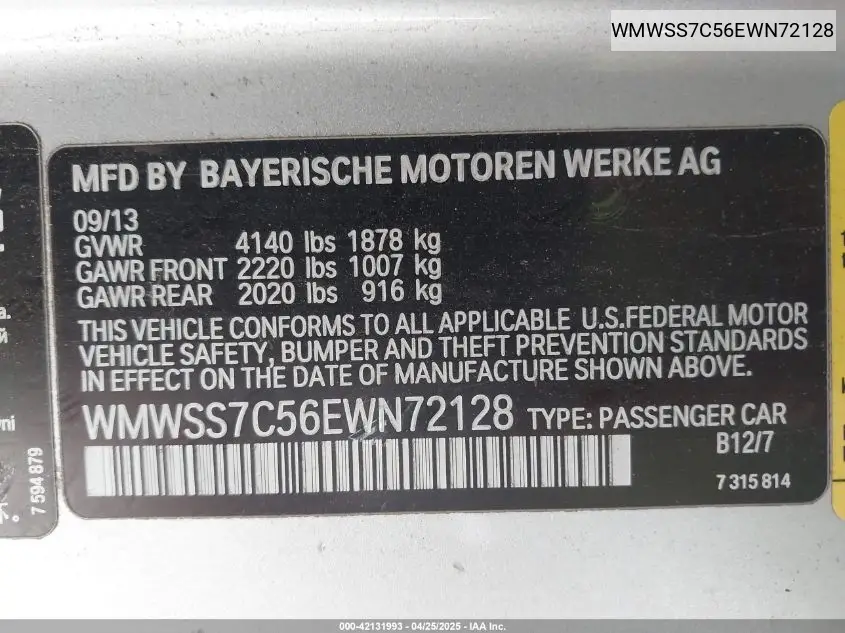 WMWSS7C56EWN72128
MFD BY BAYERISCHE MOTOREN WERKE AG
09/13
GVWR 4140 lbs 1878 kg
GAWR FRONT 2220 lbs 1007 kg
GAWR REAR 2020 lbs 916 kg
THIS VEHICLE CONFORMS TO ALL APPLICABLE U.S.FEDERAL MOTOR
VEHICLE SAFETY, BUMPER AND THEFT PREVENTION STANDARDS
IN EFFECT ON THE DATE OF MANUFACTURE SHOWN ABOVE.
WMWSS7C56EWN72128 TYPE: PASSENGER CAR
B12/7
7 315 814
7 594 879
000-42131993 - 04/25/2025 - IAA Inc.